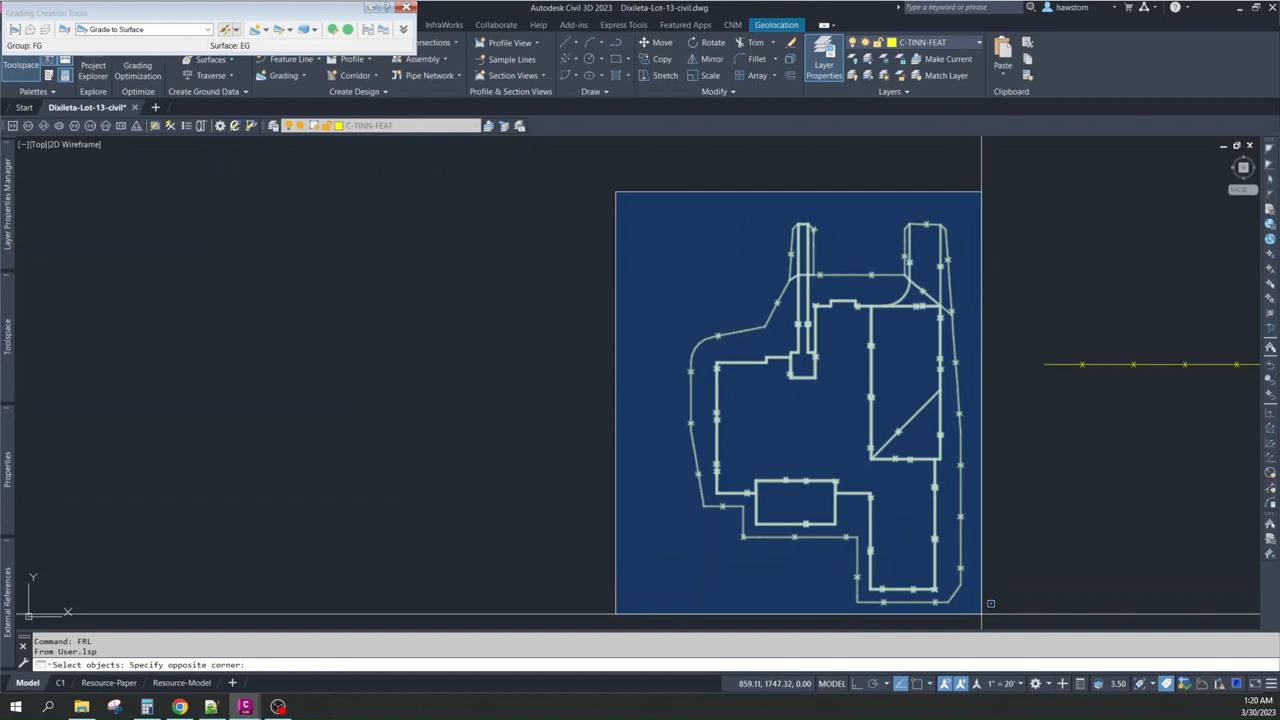 Grading Creation Tools
Grade to Surface
Group: FG
Surface: EG
Autodesk Civil 3D 2023 Dixileta-Lot-13-civil.dwg
Type a keyword or phrase
hawstom
InfraWorks
Collaborate
Help
Add-ins
Express Tools
Featured Apps
CNM
Geolocation
Toolspace
Project Explorer
Grading Optimization
Surfaces
Traverse
Feature Line
Grading
Profile
Corridor
Assembly
Pipe Network
Profile View
Sample Lines
Section Views
Move
Copy
Stretch
Rotate
Mirror
Scale
Trim
Fillet
Array
Layer Properties
C-TINN-FEAT
Make Current
Match Layer
Paste
Palettes
Optimize
Create Ground Data
Create Design
Profile & Section Views
Draw
Modify
Layers
Clipboard
Start
Dixileta-Lot-13-civil*
C-TINN-FEAT
[−][Top][2D Wireframe]
Layer Properties Manager
Toolspace
Properties
External References
Y
X
Command: FRL
From User.lsp
Select objects: Specify opposite corner:
Model
C1
Resource-Paper
Resource-Model
859.11, 1747.32, 0.00
MODEL
1" = 20'
3.50
1:20 AM
3/30/2023